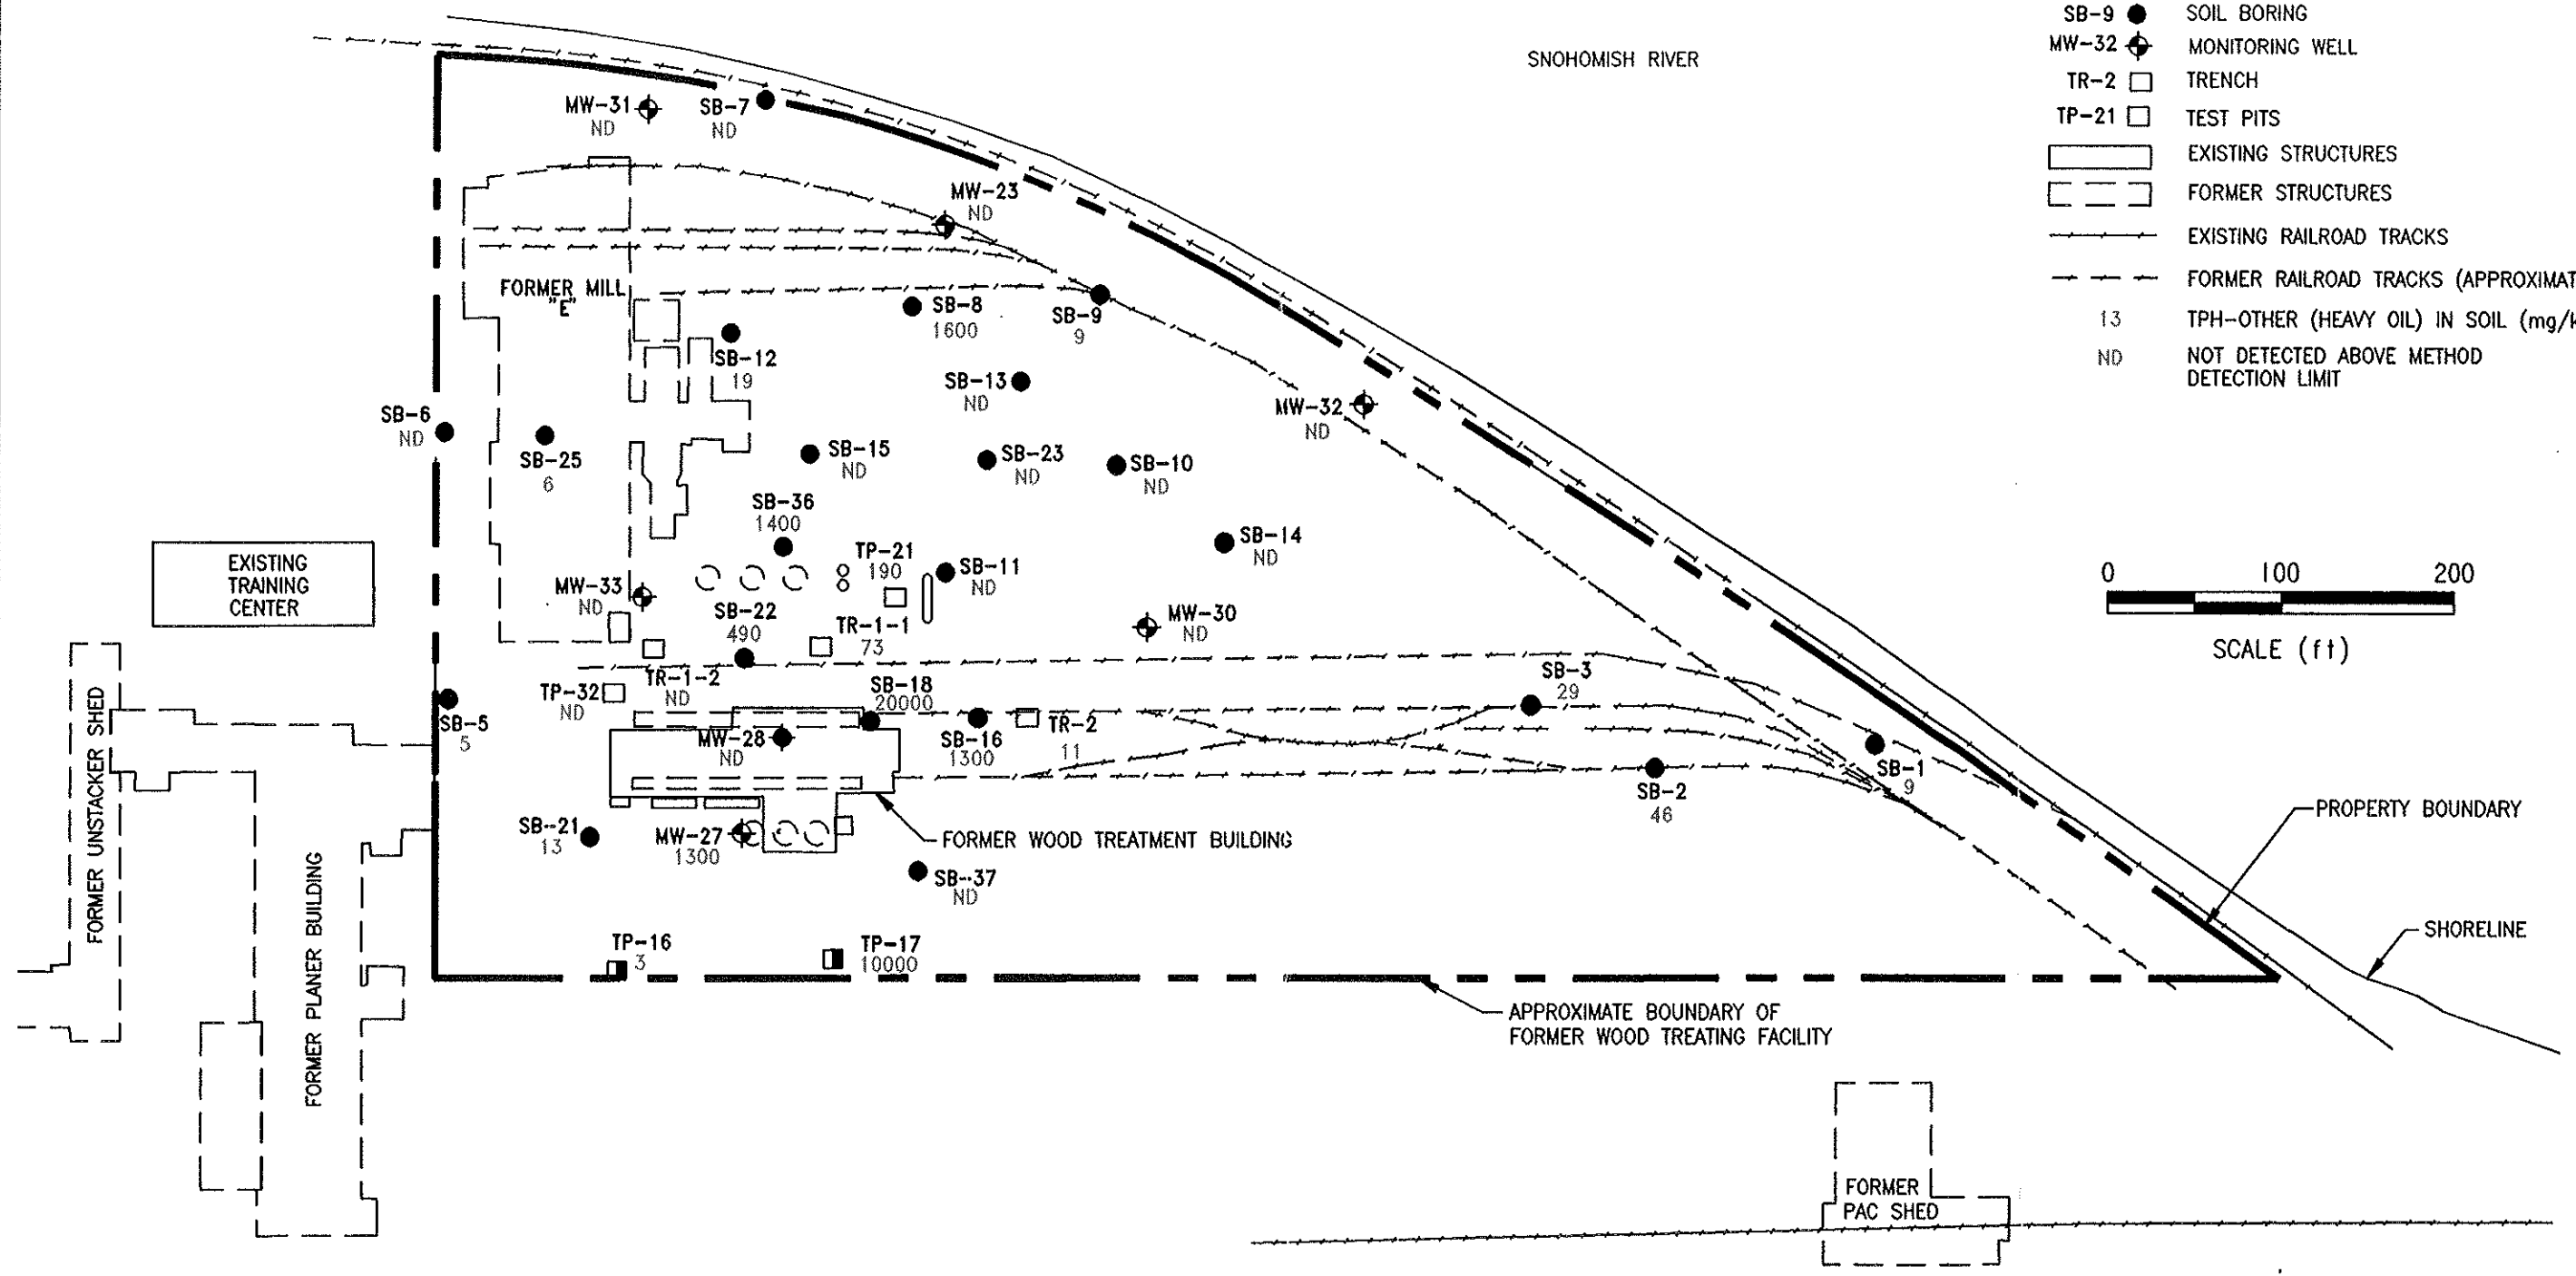 SB-9 SOIL BORING
MW-32 MONITORING WELL
TR-2 TRENCH
TP-21 TEST PITS
EXISTING STRUCTURES
FORMER STRUCTURES
EXISTING RAILROAD TRACKS
FORMER RAILROAD TRACKS
13 TPH-OTHER (HEAVY OIL) IN SOIL
ND NOT DETECTED ABOVE METHOD
DETECTION LIMIT
SNOHOMISH RIVER
MW-31
ND
SB-7
ND
MW-23
ND
FORMER MILL
"E"
SB-8
1600
SB-9
9
SB-12
19
SB-13
ND
MW-32
ND
SB-6
ND
SB-25
6
SB-15
ND
SB-23
ND
SB-10
ND
SB-36
1400
SB-14
ND
TP-21
190
SB-11
ND
EXISTING
TRAINING
CENTER
MW-33
ND
SB-22
490
TR-1-1
73
MW-30
ND
0 100 200
SCALE (ft)
TP-32
ND
TR-1-2
ND
SB-18
20000
SB-3
29
SB-5
5
MW-28
ND
SB-16
1300
TR-2
11
SB-1
9
SB-2
46
PROPERTY BOUNDARY
FORMER UNSTACKER SHED
SB-21
13
MW-27
1300
FORMER WOOD TREATMENT BUILDING
SB-37
ND
FORMER PLANER BUILDING
TP-16
3
TP-17
10000
SHORELINE
APPROXIMATE BOUNDARY OF
FORMER WOOD TREATING FACILITY
FORMER
PAC SHED